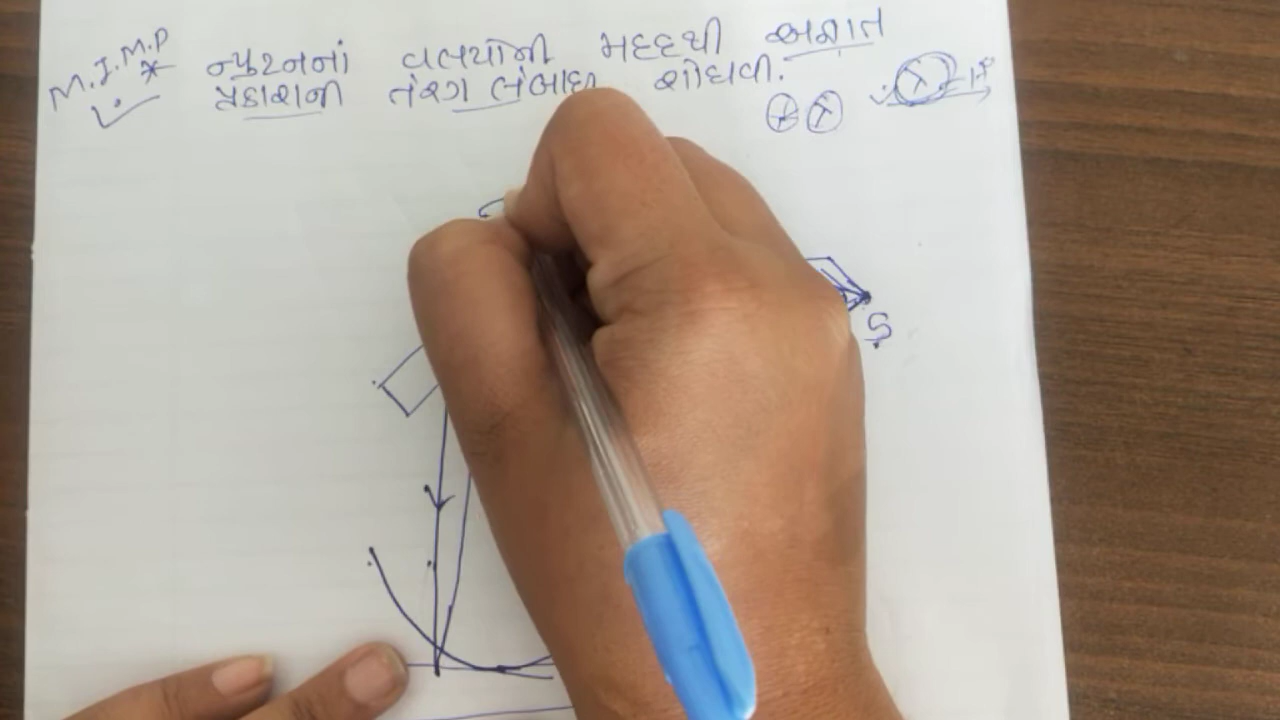 M.J.M.P
ન્યુટનનાં વલયોની મદદથી અજ્ઞાત
પ્રકાશની તરંગ લંબાઇ શોધવી.
S